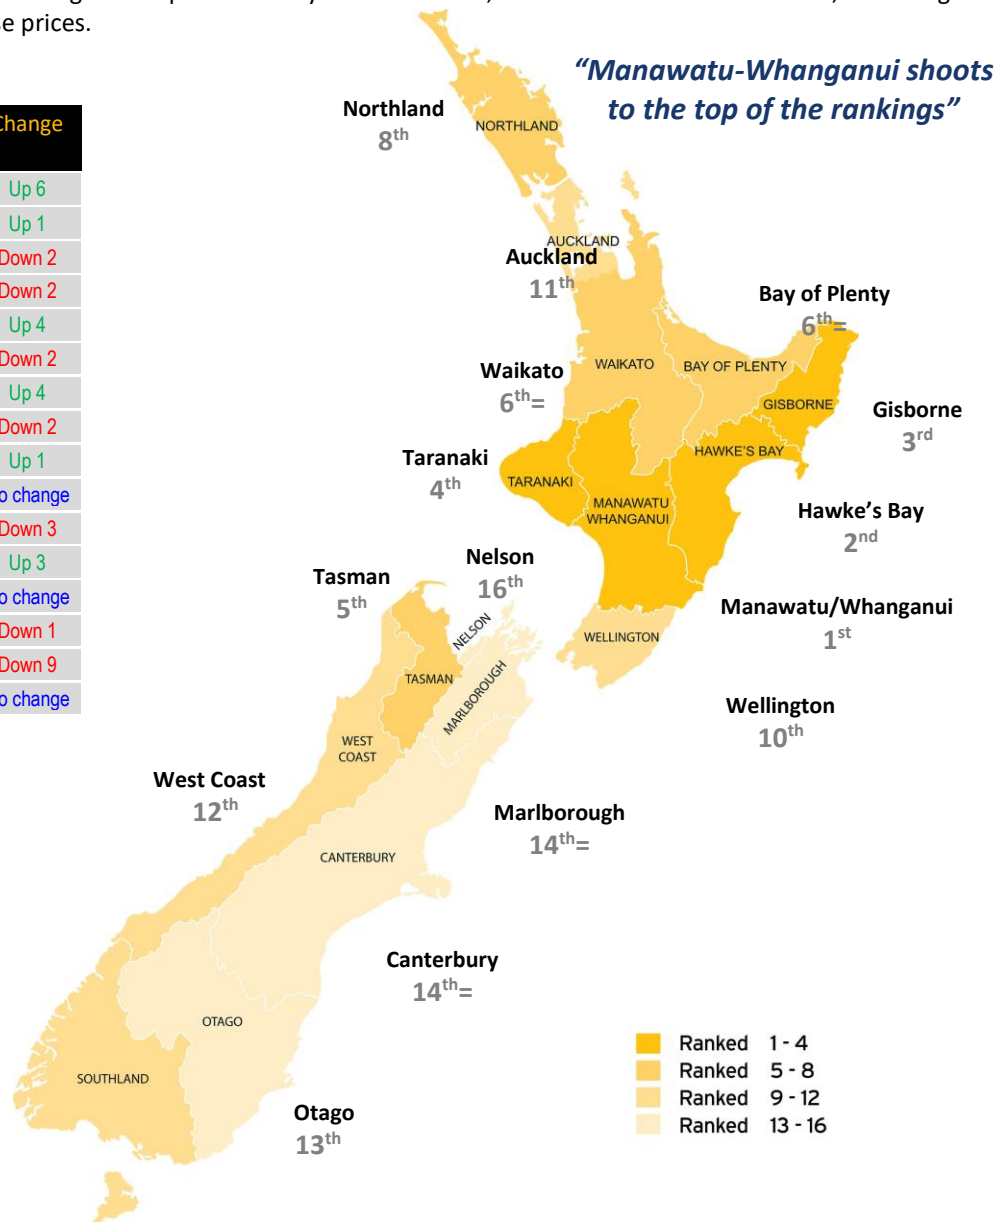 se prices.
“Manawatu-Whanganui shoots
to the top of the rankings”
Change
Up 6
Up 1
Down 2
Down 2
Up 4
Down 2
Up 4
Down 2
Up 1
o change
Down 3
Up 3
o change
Down 1
Down 9
o change
Northland
8th
NORTHLAND
AUCKLAND
Auckland
11th
Bay of Plenty
6th=
Waikato
6th=
WAIKATO
BAY OF PLENTY
GISBORNE
Gisborne
3rd
Taranaki
4th
TARANAKI
HAWKE'S BAY
MANAWATU
WHANGANUI
Hawke’s Bay
2nd
Nelson
16th
Tasman
5th
NELSON
Manawatu/Whanganui
1st
WELLINGTON
TASMAN
MARLBOROUGH
Wellington
10th
WEST
COAST
West Coast
12th
Marlborough
14th=
CANTERBURY
Canterbury
14th=
OTAGO
SOUTHLAND
Otago
13th
Ranked 1 - 4
Ranked 5 - 8
Ranked 9 - 12
Ranked 13 - 16